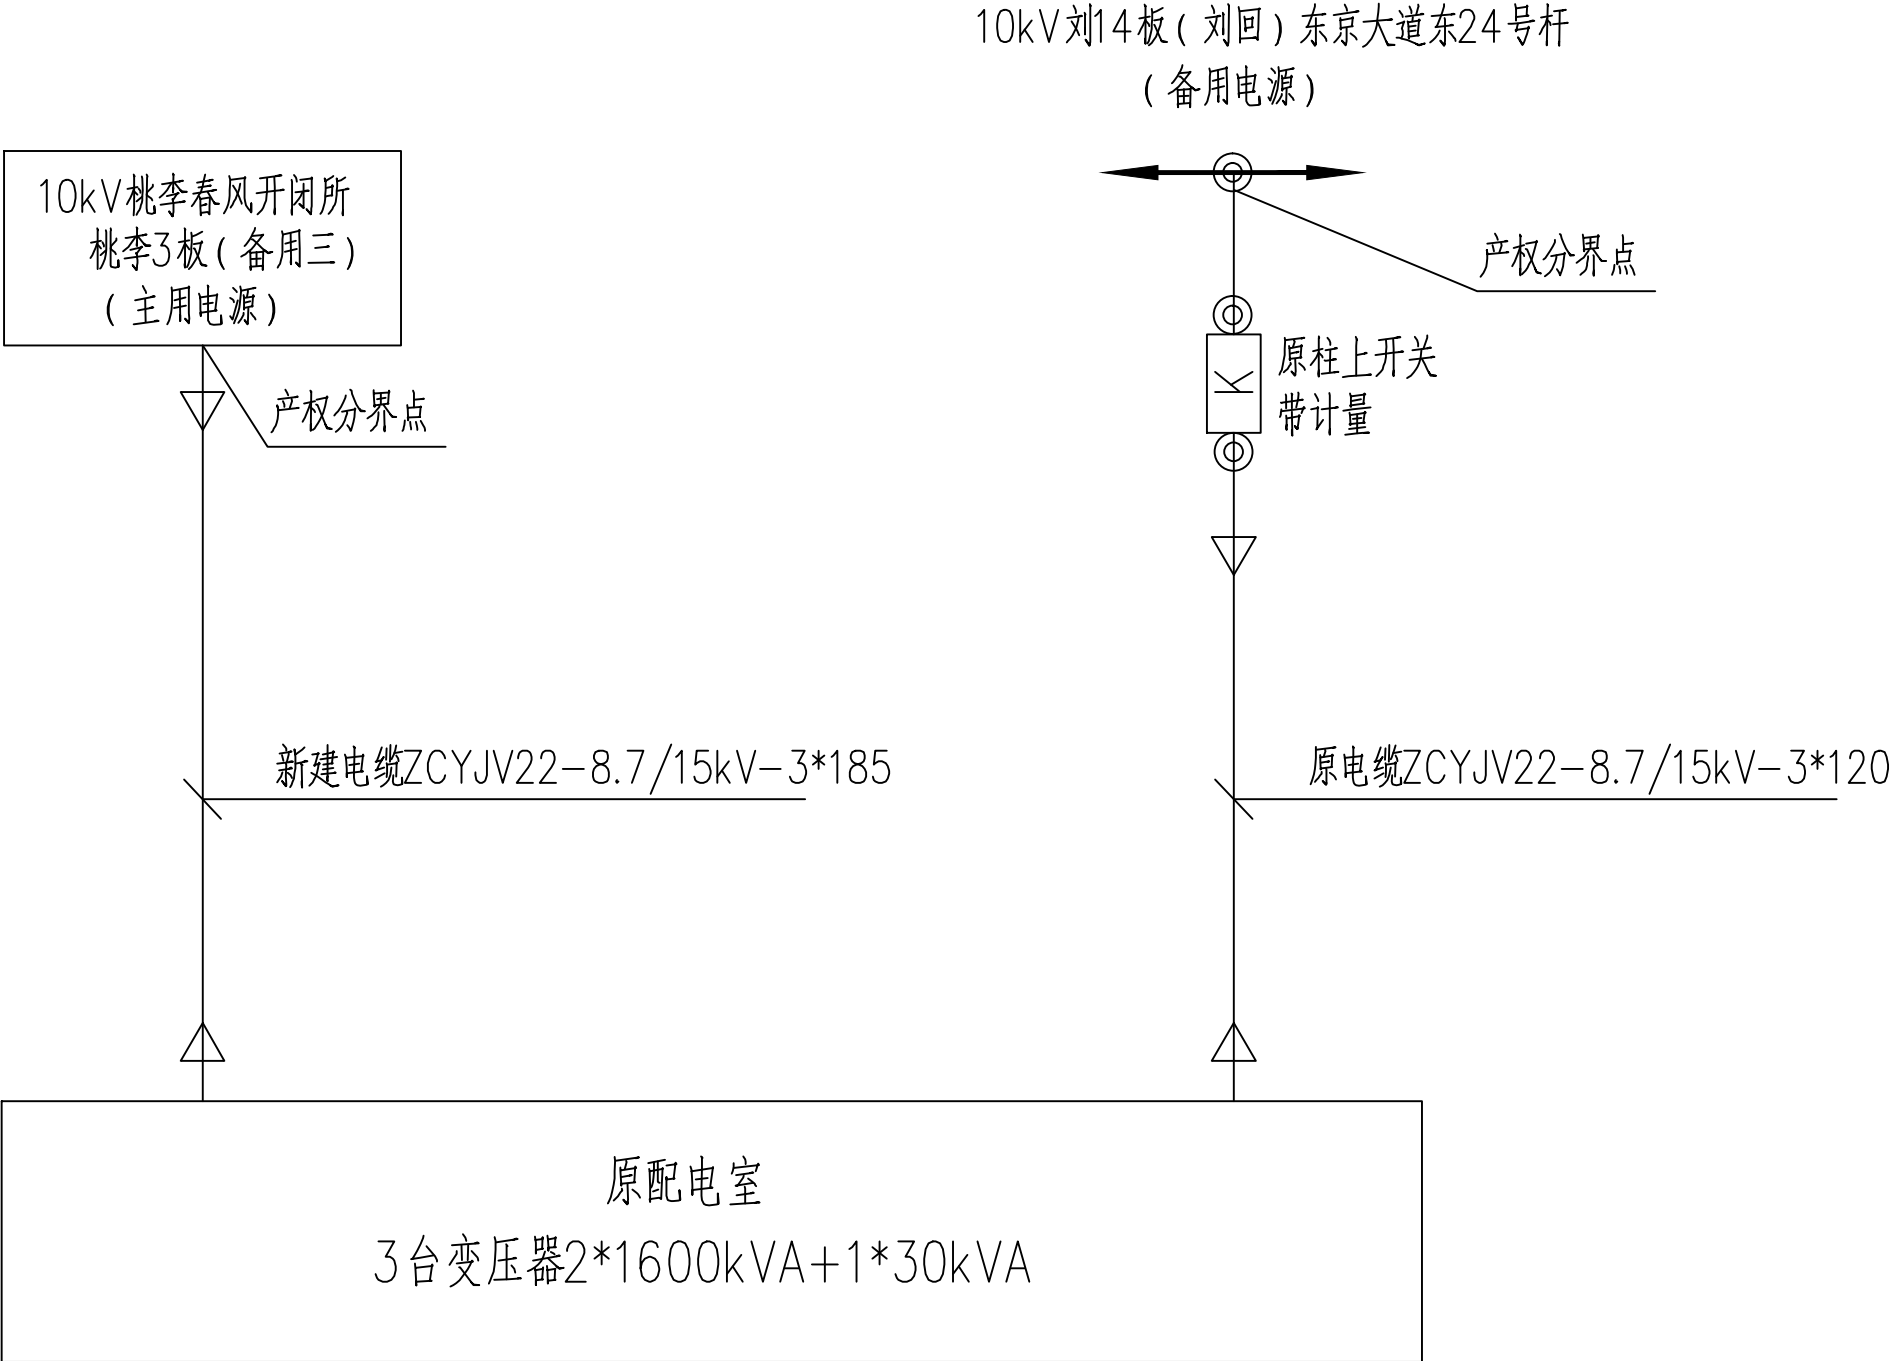 10kV刘14板(刘回)东京大道东24号杆
(备用电源)
10kV桃李春风开闭所
桃李3板(备用三)
(主用电源)
产权分界点
产权分界点
K
原柱上开关
带计量
新建电缆ZCYJV22-8.7/15kV-3*185
原电缆ZCYJV22-8.7/15kV-3*120
原配电室
3台变压器2*1600kVA+1*30kVA